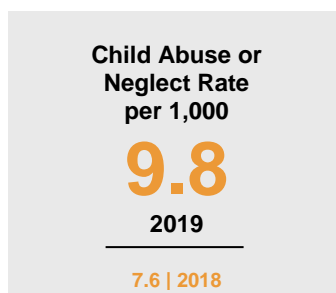 Child Abuse or
Neglect Rate
per 1,000
9.8
2019
7.6 | 2018